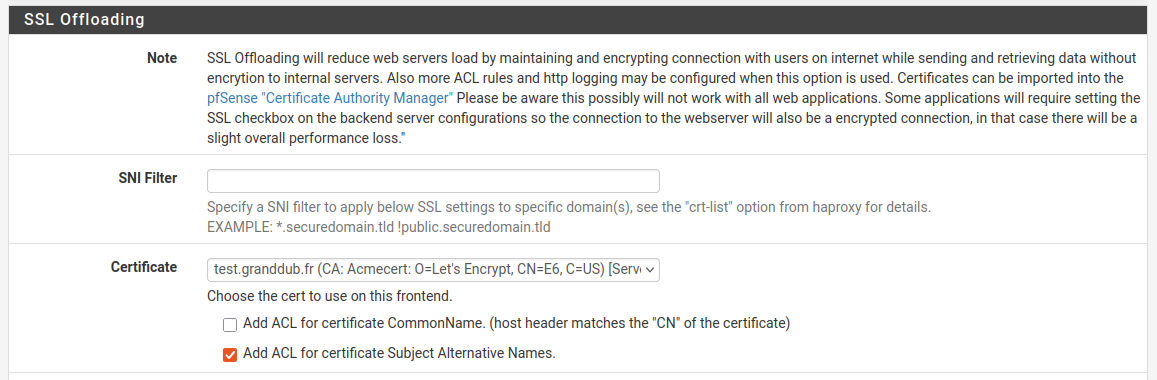 SSL Offloading
Note
SSL Offloading will reduce web servers load by maintaining and encrypting connection with users on internet while sending and retrieving data without
encrytion to internal servers. Also more ACL rules and http logging may be configured when this option is used. Certificates can be imported into the
pfSense "Certificate Authority Manager" Please be aware this possibly will not work with all web applications. Some applications will require setting the
SSL checkbox on the backend server configurations so the connection to the webserver will also be a encrypted connection, in that case there will be a
slight overall performance loss."
SNI Filter
Specify a SNI filter to apply below SSL settings to specific domain(s), see the "crt-list" option from haproxy for details.
EXAMPLE: *.securedomain.tld !public.securedomain.tld
Certificate
test.granddub.fr (CA: Acmecert: O=Let's Encrypt, CN=E6, C=US) [Serv
Choose the cert to use on this frontend.
Add ACL for certificate CommonName. (host header matches the "CN" of the certificate)
Add ACL for certificate Subject Alternative Names.